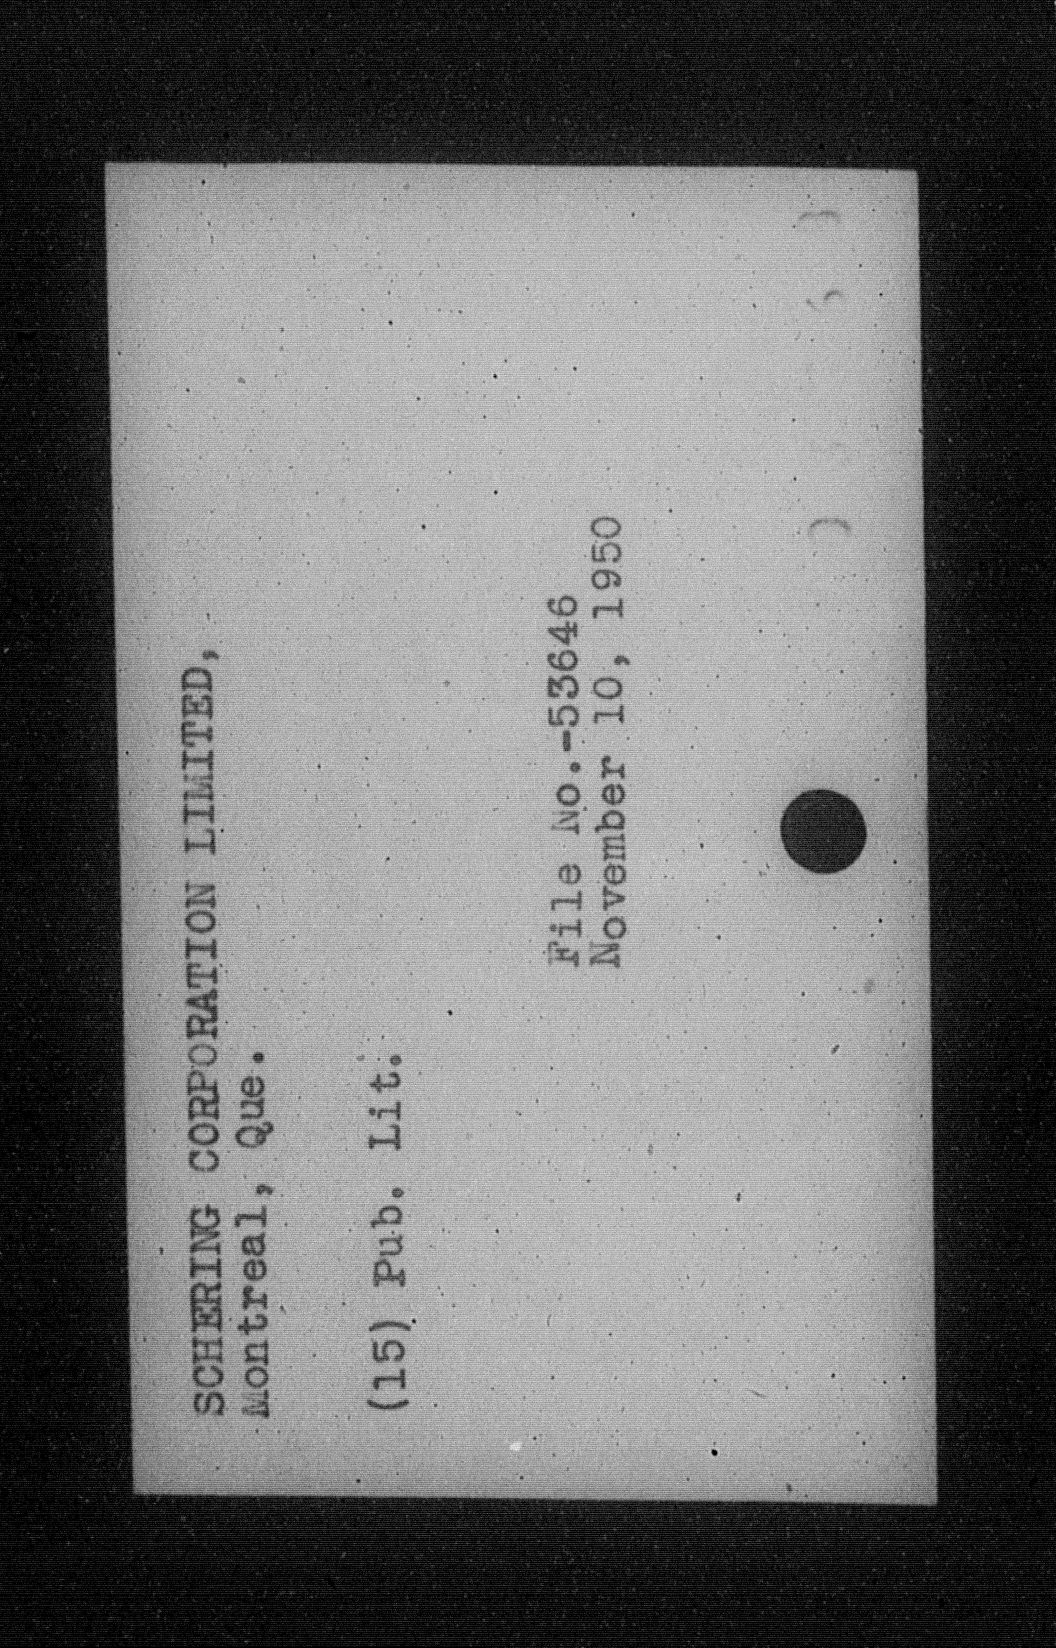 SCHERING CORPORATION LIMITED,
Montreal, Que.
(15) Pub. Lit.
File No.-53646
November 10, 1950